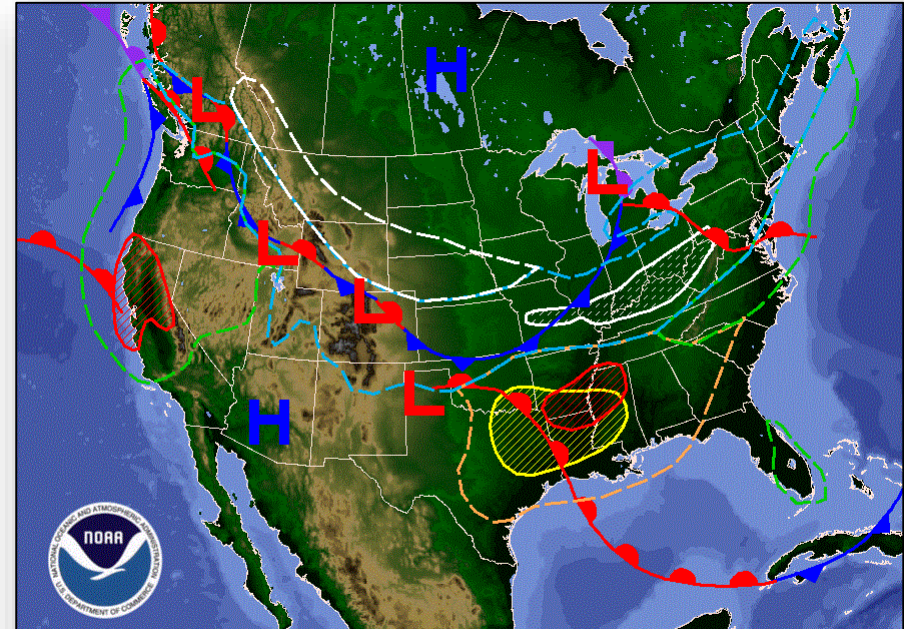 H
L
L
L
L
L
H
NOAA
NATIONAL OCEANIC AND ATMOSPHERIC ADMINISTRATION
U.S. DEPARTMENT OF COMMERCE